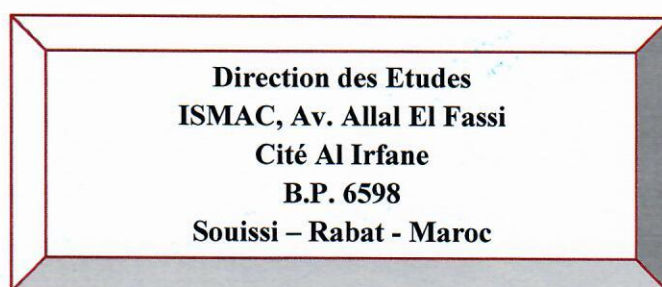 Direction des Etudes
ISMAC, Av. Allal El Fassi
Cité Al Irfane
B.P. 6598
Souissi – Rabat - Maroc